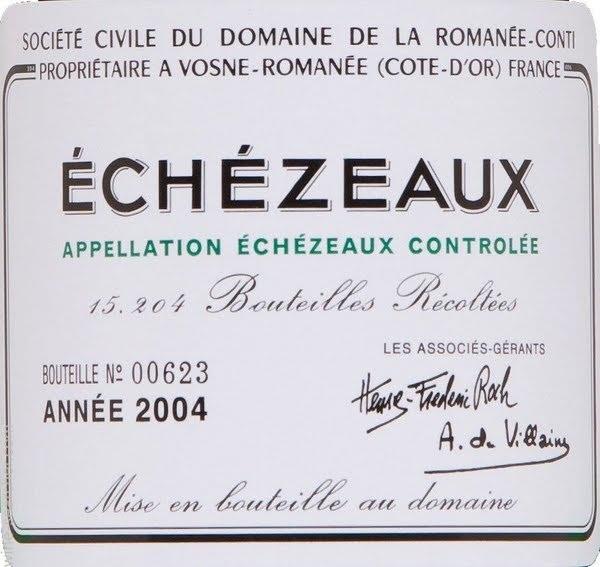 SOCIÉTÉ CIVILE DU DOMAINE DE LA ROMANÉE-CONTI
PROPRIÉTAIRE A VOSNE-ROMANÉE (COTE-D'OR) FRANCE
ÉCHÉZEAUX
APPELLATION ÉCHÉZEAUX CONTROLÉE
15.204 Bouteilles Récoltées
LES ASSOCIÉS-GÉRANTS
BOUTEILLE Nº 00623
ANNÉE 2004
Henry-Frédéric Roch
A. de Villaine
Mise en bouteille au domaine